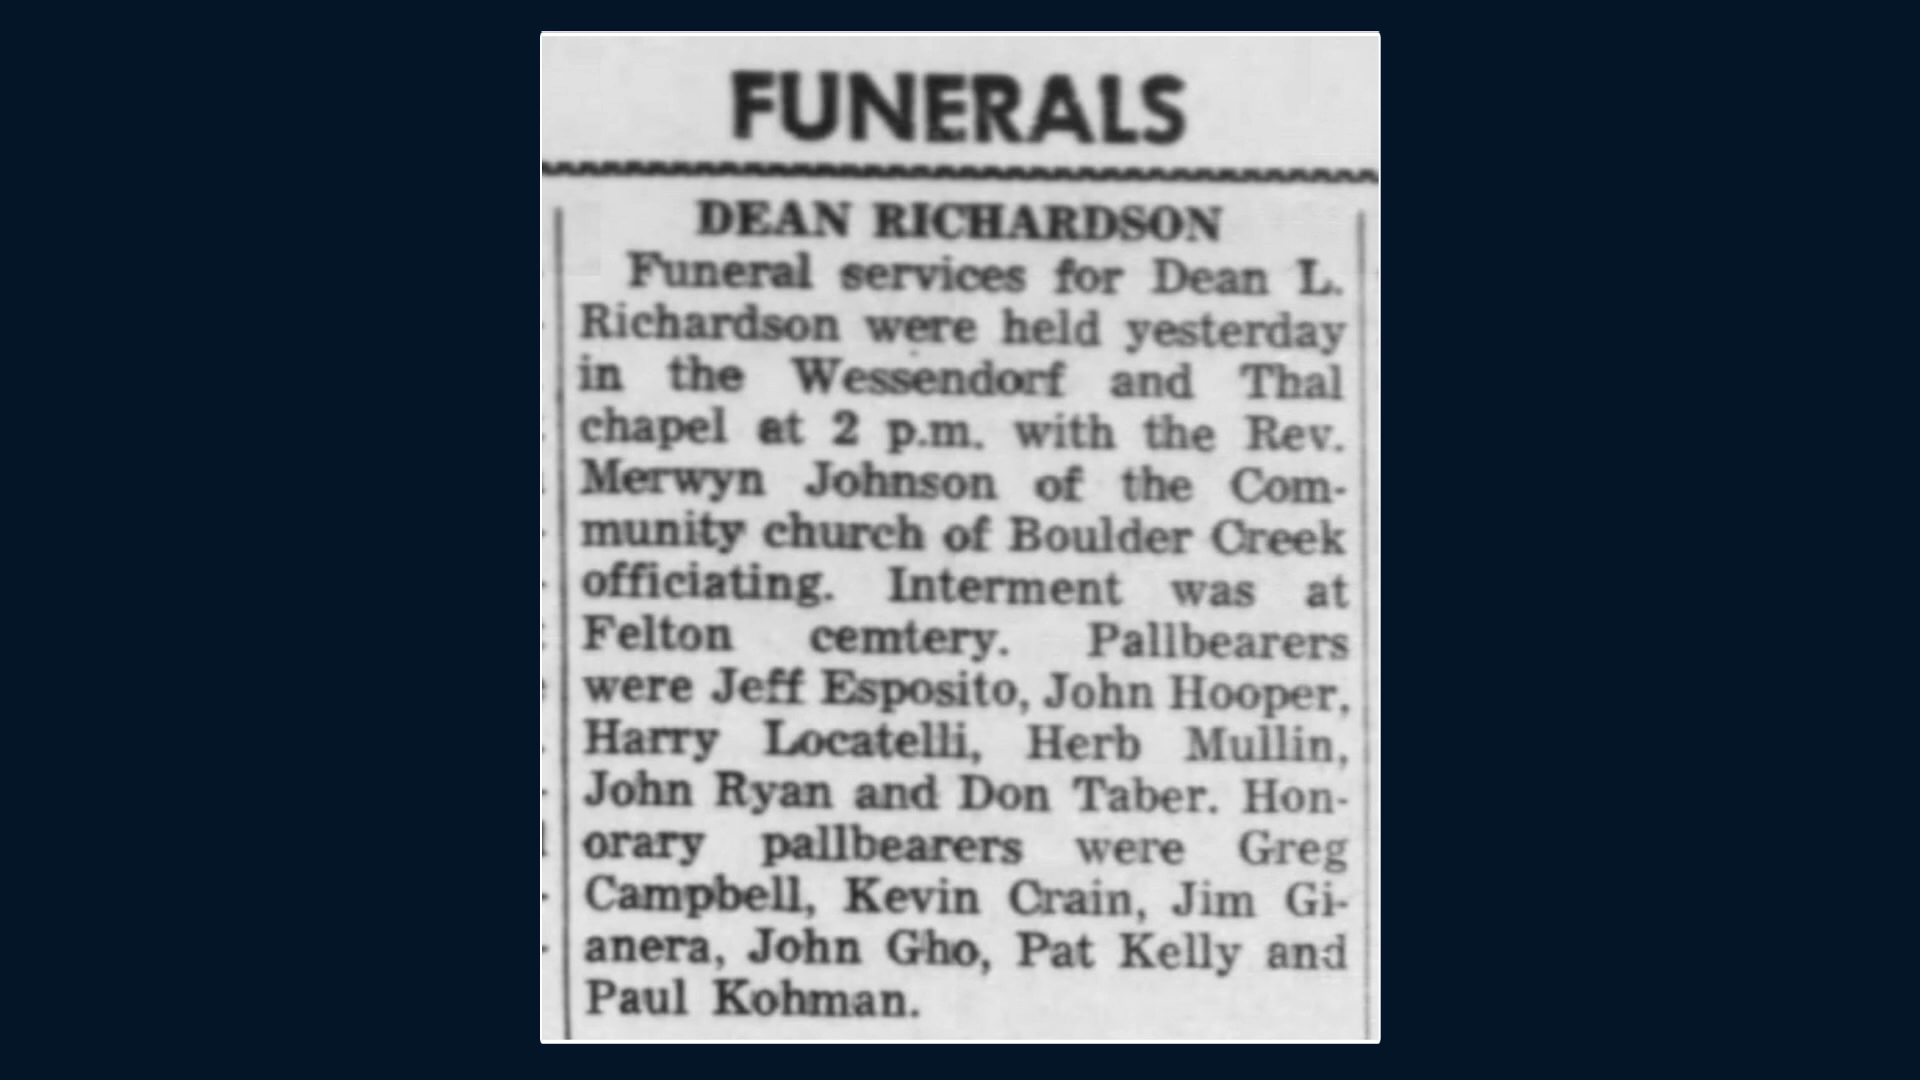 FUNERALS
DEAN RICHARDSON
Funeral services for Dean L.
Richardson were held yesterday
in the Wessendorf and Thal
chapel at 2 p.m. with the Rev.
Merwyn Johnson of the Com-
munity church of Boulder Creek
officiating. Interment was at
Felton cemtery. Pallbearers
were Jeff Esposito, John Hooper,
Harry Locatelli, Herb Mullin,
John Ryan and Don Taber. Hon-
orary pallbearers were Greg
Campbell, Kevin Crain, Jim Gi-
anera, John Gho, Pat Kelly and
Paul Kohman.